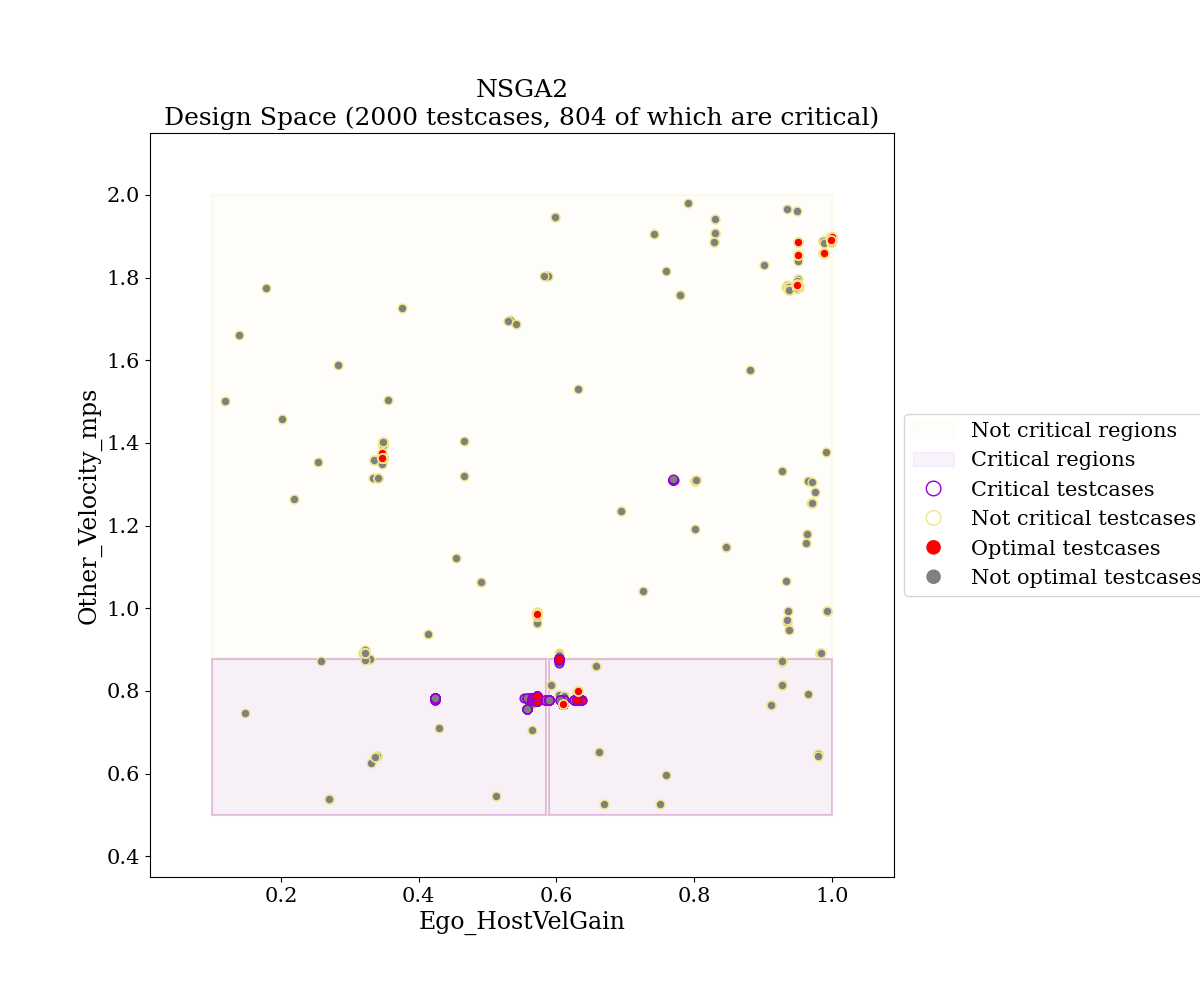 NSGA2
Design Space (2000 testcases, 804 of which are critical)
2.0
1.8
1.6
1.4
1.2
1.0
0.8
0.6
0.4
Other_Velocity_mps
0.2
0.4
0.6
0.8
1.0
Ego_HostVelGain
Not critical regions
Critical regions
Critical testcases
Not critical testcases
Optimal testcases
Not optimal testcases